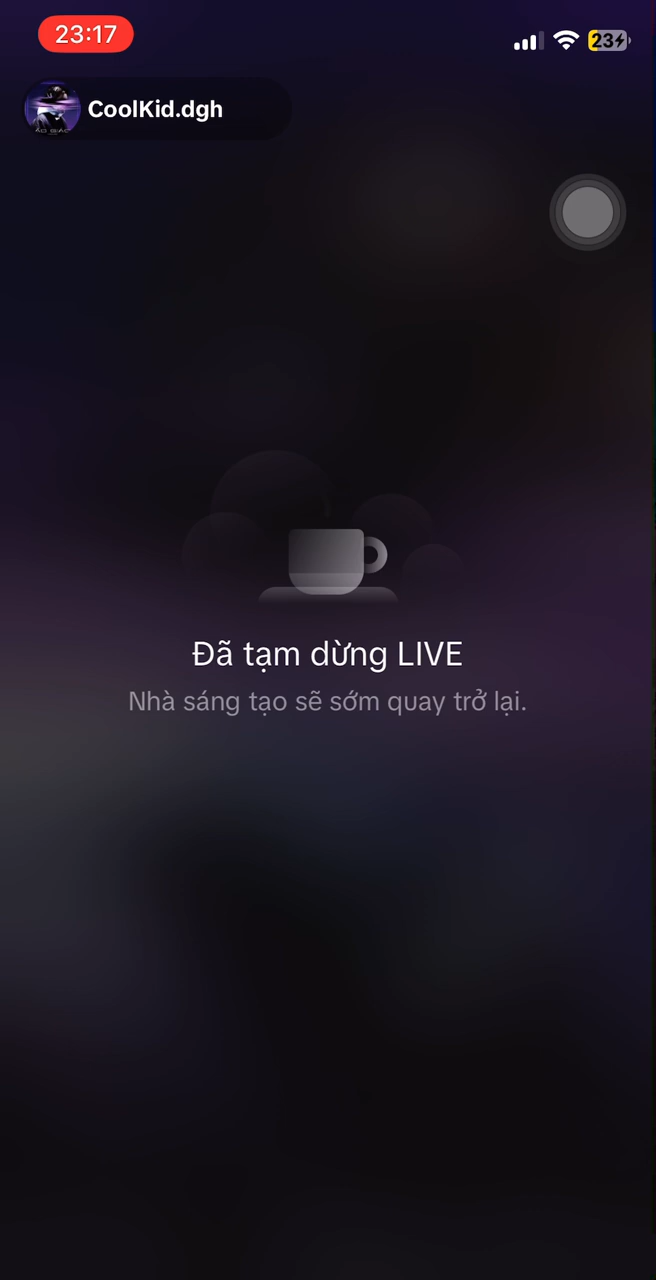 23:17
23
CoolKid.dgh
Đã tạm dừng LIVE
Nhà sáng tạo sẽ sớm quay trở lại.